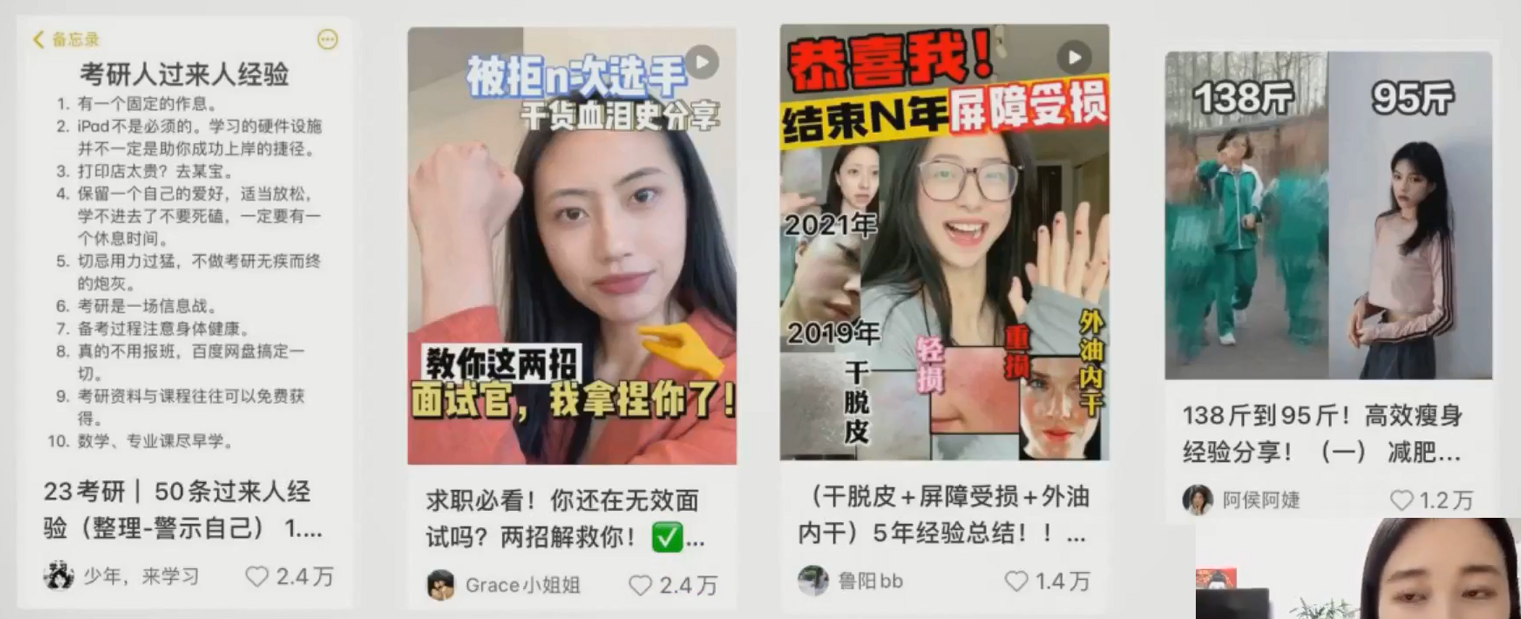 备忘录
考研人过来人经验
1. 有一个固定的作息。
2. iPad不是必须的。学习的硬件设施
并不一定是助你成功上岸的捷径。
3. 打印店太贵？去某宝。
4. 保留一个自己的爱好，适当放松，
学不进去了不要死磕，一定要有一
个休息时间。
5. 切忌用力过猛，不做考研无疾而终
的炮灰。
6. 考研是一场信息战。
7. 备考过程注意身体健康。
8. 真的不用报班，百度网盘搞定一
切。
9. 考研资料与课程往往可以免费获
得。
10. 数学、专业课尽早学。
23考研｜50条过来人经
验（整理-警示自己） 1....
少年，来学习
2.4万
被拒n次选手
干货血泪史分享
教你这两招
面试官，我拿捏你了！
求职必看！你还在无效面
试吗？两招解救你！✅...
Grace小姐姐
2.4万
恭喜我！
结束N年屏障受损
2021年
2019年
干脱皮
轻损
重损
外油内干
（干脱皮+屏障受损+外油
内干）5年经验总结！！...
鲁阳bb
1.4万
138斤
95斤
138斤到95斤！高效瘦身
经验分享！（一） 减肥...
阿侯阿婕
1.2万